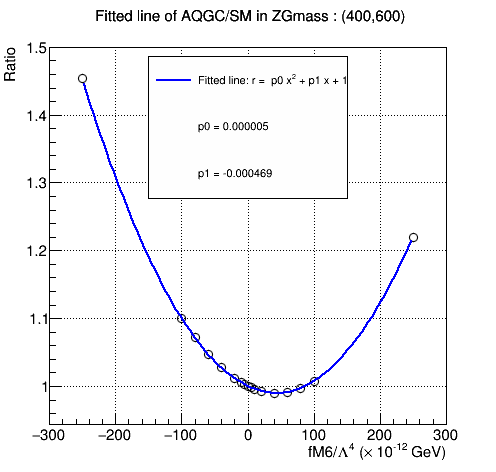 Fitted line of AQGC/SM in ZGmass : (400,600)
Ratio
1.5
1.4
1.3
1.2
1.1
1
Fitted line: r = p0 x² + p1 x + 1
p0 = 0.000005
p1 = -0.000469
−300 −200 −100 0 100 200 300
fM6/Λ⁴ (× 10⁻¹² GeV)